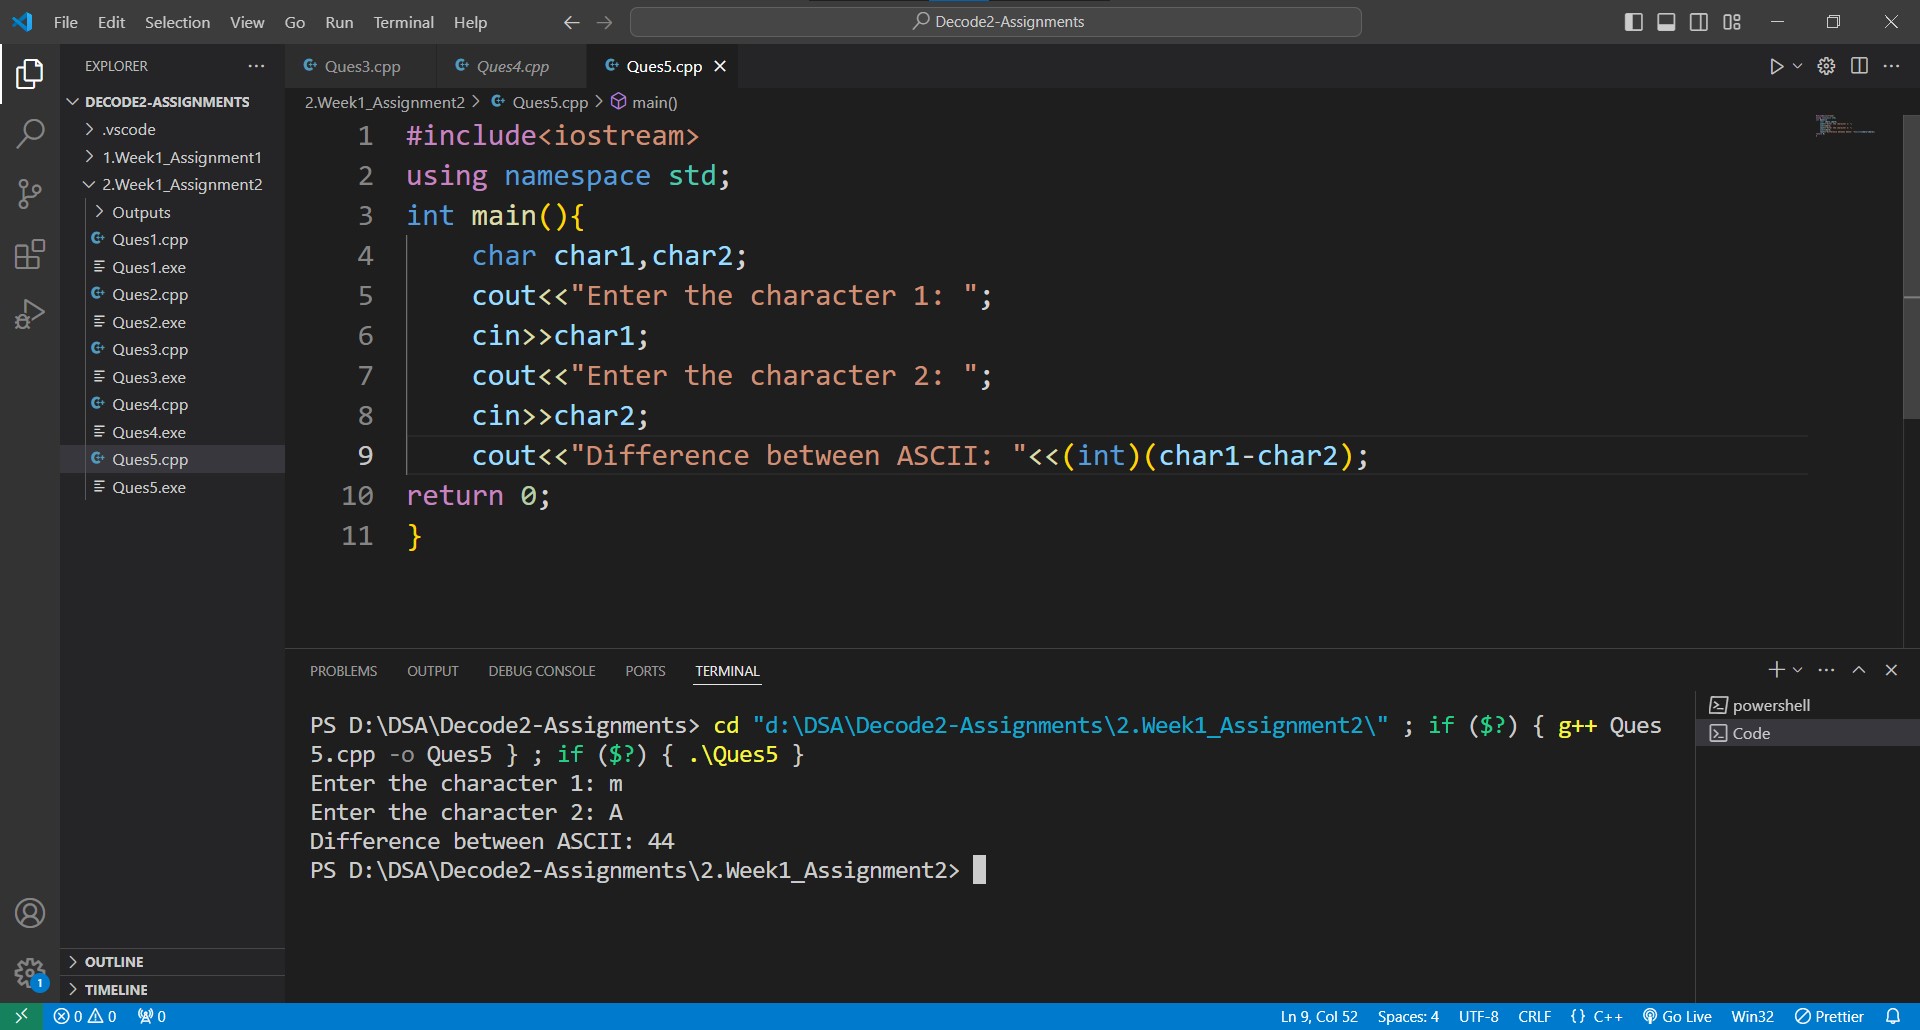 File Edit Selection View Go Run Terminal Help
Decode2-Assignments
EXPLORER
DECODE2-ASSIGNMENTS
.vscode
1.Week1_Assignment1
2.Week1_Assignment2
Outputs
Ques1.cpp
Ques1.exe
Ques2.cpp
Ques2.exe
Ques3.cpp
Ques3.exe
Ques4.cpp
Ques4.exe
Ques5.cpp
Ques5.exe
OUTLINE
TIMELINE
Ques3.cpp Ques4.cpp Ques5.cpp
2.Week1_Assignment2 > Ques5.cpp > main()
1 #include<iostream>
2 using namespace std;
3 int main(){
4 char char1,char2;
5 cout<<"Enter the character 1: ";
6 cin>>char1;
7 cout<<"Enter the character 2: ";
8 cin>>char2;
9 cout<<"Difference between ASCII: "<<(int)(char1-char2);
10 return 0;
11 }
PROBLEMS OUTPUT DEBUG CONSOLE PORTS TERMINAL
PS D:\DSA\Decode2-Assignments> cd "d:\DSA\Decode2-Assignments\2.Week1_Assignment2\" ; if ($?) { g++ Ques
5.cpp -o Ques5 } ; if ($?) { .\Ques5 }
Enter the character 1: m
Enter the character 2: A
Difference between ASCII: 44
PS D:\DSA\Decode2-Assignments\2.Week1_Assignment2>
powershell
Code
1
0 0 0 Ln 9, Col 52 Spaces: 4 UTF-8 CRLF {} C++ Go Live Win32 Prettier